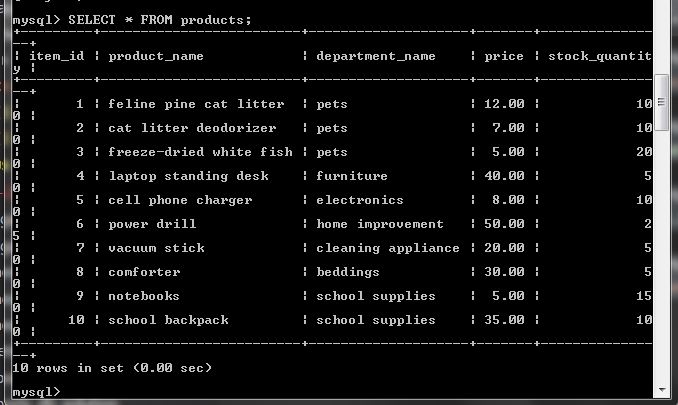 mysql> SELECT * FROM products;
+---------+-------------------------+-------------------+-------+---------------
--+
| item_id | product_name            | department_name   | price | stock_quantit
y |
+---------+-------------------------+-------------------+-------+---------------
--+
|       1 | feline pine cat litter  | pets              | 12.00 |            10
0 |
|       2 | cat litter deodorizer   | pets              |  7.00 |            10
0 |
|       3 | freeze-dried white fish | pets              |  5.00 |            20
0 |
|       4 | laptop standing desk    | furniture         | 40.00 |             5
0 |
|       5 | cell phone charger      | electronics       |  8.00 |            10
0 |
|       6 | power drill             | home improvement  | 50.00 |             2
5 |
|       7 | vacuum stick            | cleaning appliance | 20.00 |             5
0 |
|       8 | comforter               | beddings          | 30.00 |             5
0 |
|       9 | notebooks               | school supplies   |  5.00 |            15
0 |
|      10 | school backpack         | school supplies   | 35.00 |            10
0 |
+---------+-------------------------+-------------------+-------+---------------
--+
10 rows in set (0.00 sec)
mysql>